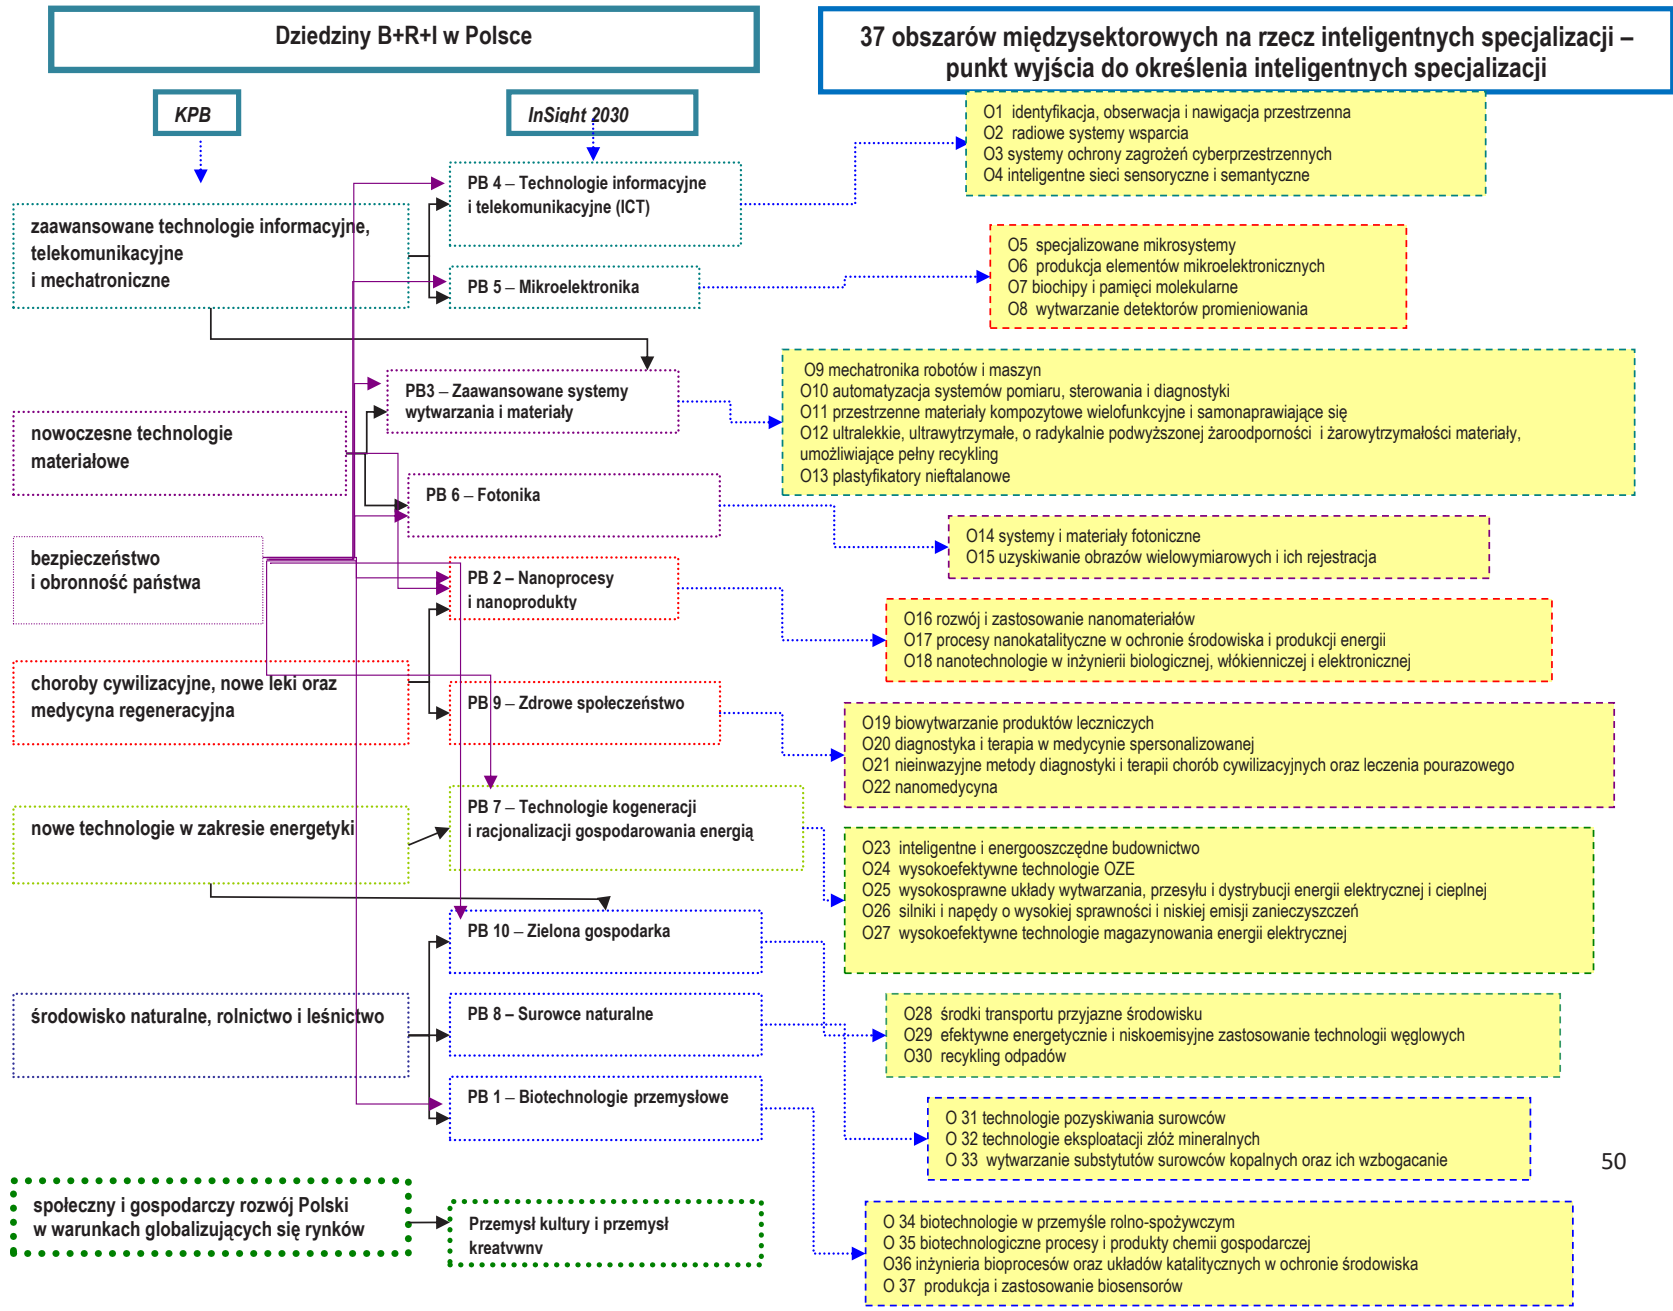 Dziedziny B+R+I w Polsce
37 obszarów międzysektorowych na rzecz inteligentnych specjalizacji –
punkt wyjścia do określenia inteligentnych specjalizacji
KPB
InSight 2030
zaawansowane technologie informacyjne,
telekomunikacyjne
i mechatroniczne
nowoczesne technologie
materiałowe
bezpieczeństwo
i obronność państwa
choroby cywilizacyjne, nowe leki oraz
medycyna regeneracyjna
nowe technologie w zakresie energetyki
środowisko naturalne, rolnictwo i leśnictwo
społeczny i gospodarczy rozwój Polski
w warunkach globalizujących się rynków
PB 4 – Technologie informacyjne
i telekomunikacyjne (ICT)
PB 5 – Mikroelektronika
PB3 – Zaawansowane systemy
wytwarzania i materiały
PB 6 – Fotonika
PB 2 – Nanoprocesy
i nanoprodukty
PB 9 – Zdrowe społeczeństwo
PB 7 – Technologie kogeneracji
i racjonalizacji gospodarowania energią
PB 10 – Zielona gospodarka
PB 8 – Surowce naturalne
PB 1 – Biotechnologie przemysłowe
Przemysł kultury i przemysł
kreatywny
O1 identyfikacja, obserwacja i nawigacja przestrzenna
O2 radiowe systemy wsparcia
O3 systemy ochrony zagrożeń cyberprzestrzennych
O4 inteligentne sieci sensoryczne i semantyczne
O5 specjalizowane mikrosystemy
O6 produkcja elementów mikroelektronicznych
O7 biochipy i pamięci molekularne
O8 wytwarzanie detektorów promieniowania
O9 mechatronika robotów i maszyn
O10 automatyzacja systemów pomiaru, sterowania i diagnostyki
O11 przestrzenne materiały kompozytowe wielofunkcyjne i samonaprawiające się
O12 ultralekkie, ultrawytrzymałe, o radykalnie podwyższonej żaroodporności i żarowytrzymałości materiały,
umożliwiające pełny recykling
O13 plastyfikatory nieftalanowe
O14 systemy i materiały fotoniczne
O15 uzyskiwanie obrazów wielowymiarowych i ich rejestracja
O16 rozwój i zastosowanie nanomateriałów
O17 procesy nanokatalityczne w ochronie środowiska i produkcji energii
O18 nanotechnologie w inżynierii biologicznej, włókienniczej i elektronicznej
O19 biowytwarzanie produktów leczniczych
O20 diagnostyka i terapia w medycynie spersonalizowanej
O21 nieinwazyjne metody diagnostyki i terapii chorób cywilizacyjnych oraz leczenia pourazowego
O22 nanomedycyna
O23 inteligentne i energooszczędne budownictwo
O24 wysokoefektywne technologie OZE
O25 wysokosprawne układy wytwarzania, przesyłu i dystrybucji energii elektrycznej i cieplnej
O26 silniki i napędy o wysokiej sprawności i niskiej emisji zanieczyszczeń
O27 wysokoefektywne technologie magazynowania energii elektrycznej
O28 środki transportu przyjazne środowisku
O29 efektywne energetycznie i niskoemisyjne zastosowanie technologii węglowych
O30 recykling odpadów
O 31 technologie pozyskiwania surowców
O 32 technologie eksploatacji złóż mineralnych
O 33 wytwarzanie substytutów surowców kopalnych oraz ich wzbogacanie
50
O 34 biotechnologie w przemyśle rolno-spożywczym
O 35 biotechnologiczne procesy i produkty chemii gospodarczej
O36 inżynieria bioprocesów oraz układów katalitycznych w ochronie środowiska
O 37 produkcja i zastosowanie biosensorów